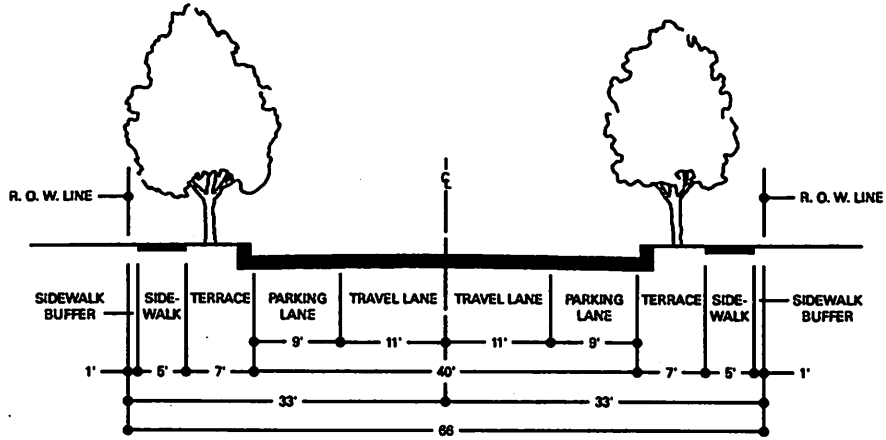 ℄
R. O. W. LINE
R. O. W. LINE
SIDEWALK BUFFER
SIDE-WALK
TERRACE
PARKING LANE
TRAVEL LANE
TRAVEL LANE
PARKING LANE
TERRACE
SIDE-WALK
SIDEWALK BUFFER
9' 11' 11' 9'
1' 5' 7' 40' 7' 5' 1'
33' 33'
66